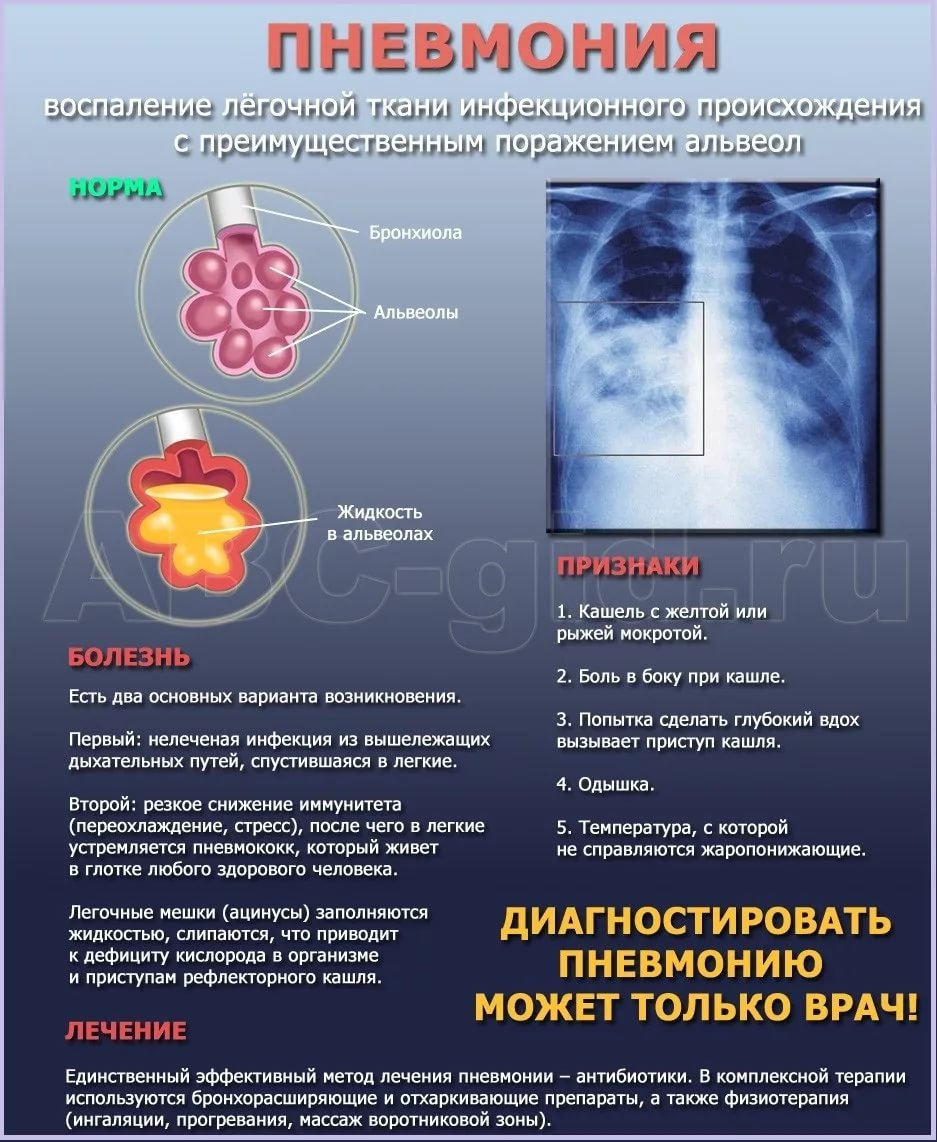 ПНЕВМОНИЯ
воспаление лёгочной ткани инфекционного происхождения
с преимущественным поражением альвеол
НОРМА
Бронхиола
Альвеолы
Жидкость
в альвеолах
ABC-gid.ru
БОЛЕЗНЬ
Есть два основных варианта возникновения.
Первый: нелеченая инфекция из вышележащих
дыхательных путей, спустившаяся в легкие.
Второй: резкое снижение иммунитета
(переохлаждение, стресс), после чего в легкие
устремляется пневмококк, который живет
в глотке любого здорового человека.
Легочные мешки (ацинусы) заполняются
жидкостью, слипаются, что приводит
к дефициту кислорода в организме
и приступам рефлекторного кашля.
ПРИЗНАКИ
1. Кашель с желтой или
рыжей мокротой.
2. Боль в боку при кашле.
3. Попытка сделать глубокий вдох
вызывает приступ кашля.
4. Одышка.
5. Температура, с которой
не справляются жаропонижающие.
ДИАГНОСТИРОВАТЬ
ПНЕВМОНИЮ
МОЖЕТ ТОЛЬКО ВРАЧ!
ЛЕЧЕНИЕ
Единственный эффективный метод лечения пневмонии – антибиотики. В комплексной терапии
используются бронхорасширяющие и отхаркивающие препараты, а также физиотерапия
(ингаляции, прогревания, массаж воротниковой зоны).